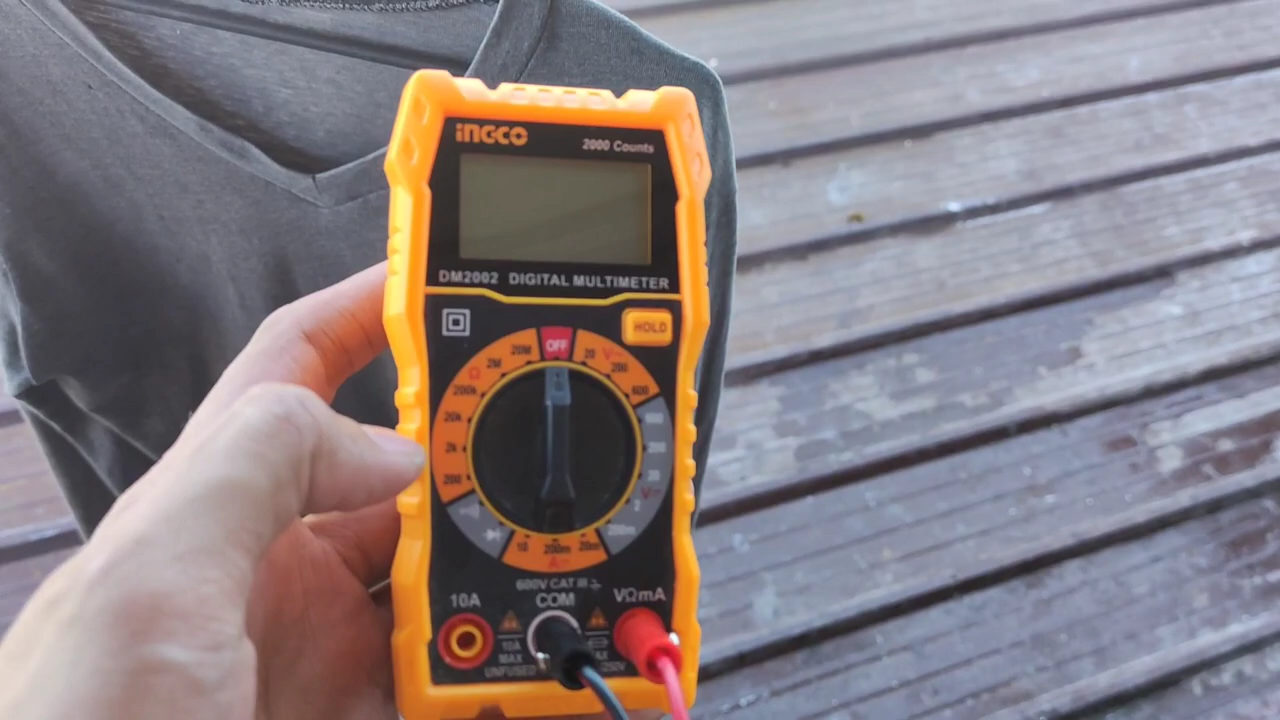 INGCO
2000 Counts
DM2002 DIGITAL MULTIMETER
HOLD
OFF
20M
2M
Ω
200k
20k
2k
200
20
V~
200
600
600
200
20
V⎓
2
200m
10
200m
20m
A⎓
600V CAT III
10A
COM
VΩmA
10A
MAX
UNFUSED